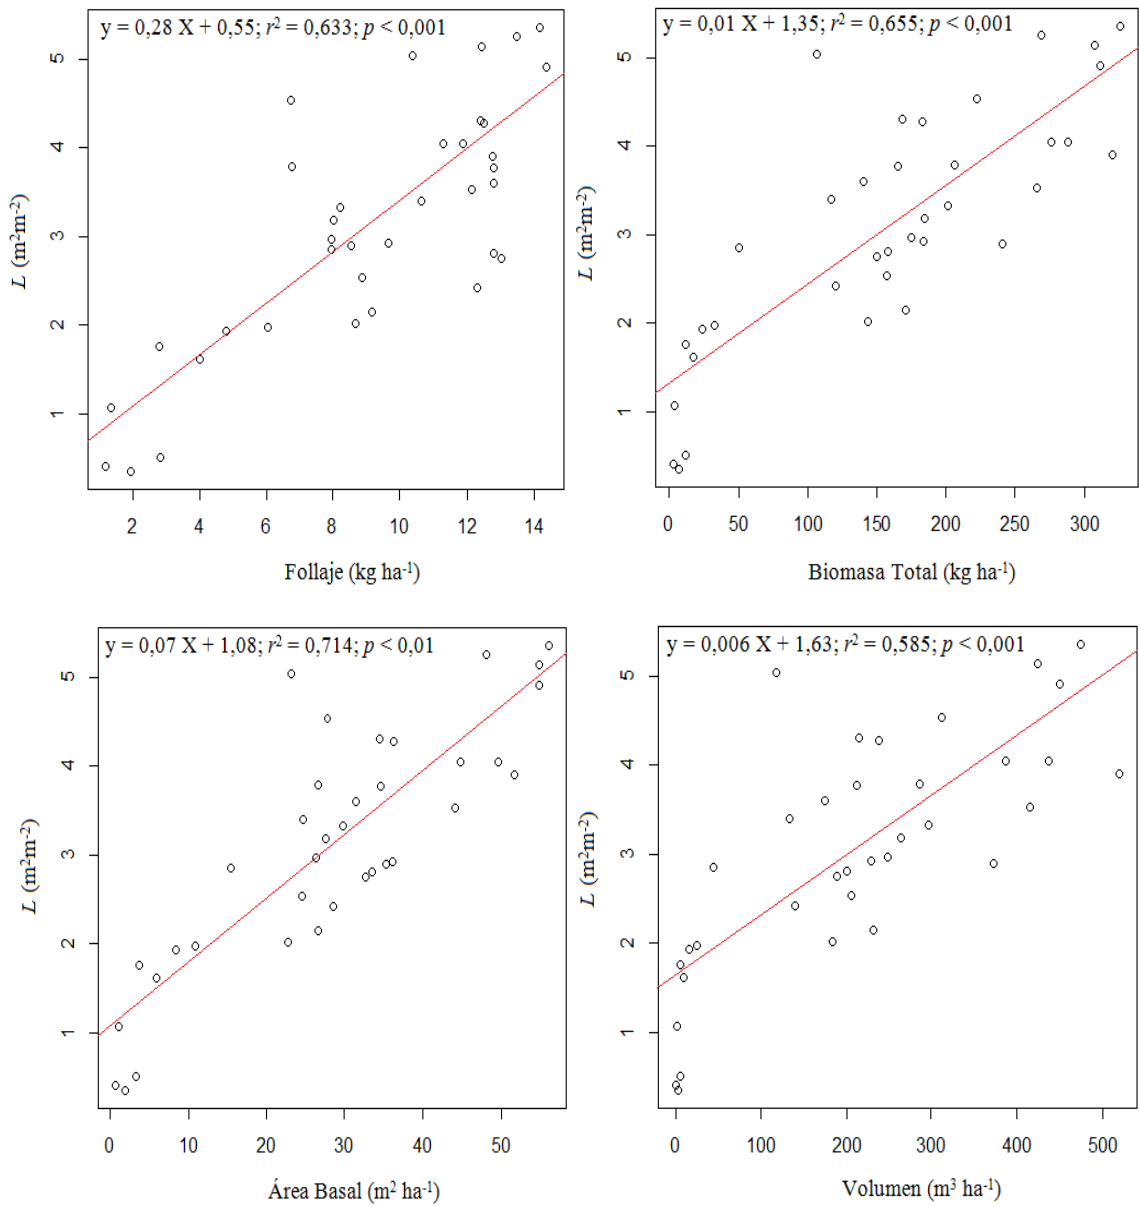 y = 0,28 X + 0,55; r² = 0,633; p < 0,001
5
4
3
2
1
L (m²m⁻²)
2 4 6 8 10 12 14
Follaje (kg ha⁻¹)
y = 0,01 X + 1,35; r² = 0,655; p < 0,001
5
4
3
2
1
L (m²m⁻²)
0 50 100 150 200 250 300
Biomasa Total (kg ha⁻¹)
y = 0,07 X + 1,08; r² = 0,714; p < 0,01
5
4
3
2
1
L (m²m⁻²)
0 10 20 30 40 50
Área Basal (m² ha⁻¹)
y = 0,006 X + 1,63; r² = 0,585; p < 0,001
5
4
3
2
1
L (m²m⁻²)
0 100 200 300 400 500
Volumen (m³ ha⁻¹)